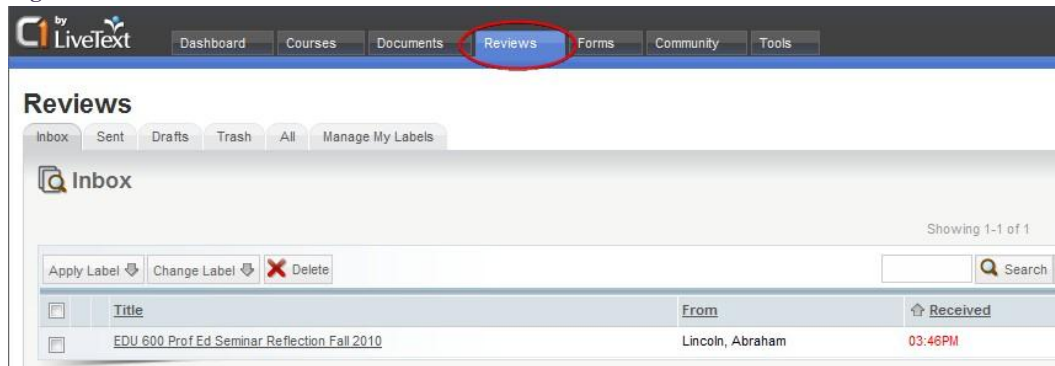 C1 by LiveText
Dashboard Courses Documents Reviews Forms Community Tools
Reviews
Inbox Sent Drafts Trash All Manage My Labels
Inbox
Showing 1-1 of 1
Apply Label Change Label Delete Search
Title From Received
EDU 600 Prof Ed Seminar Reflection Fall 2010 Lincoln, Abraham 03:46PM